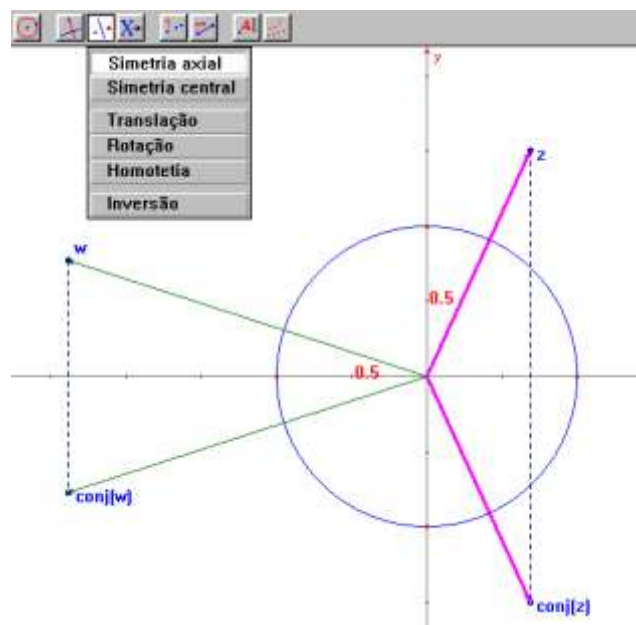 Simetria axial
Simetria central
Translação
Rotação
Homotetia
Inversão
y
z
w
.0.5
.0.5
conj(w)
conj(z)